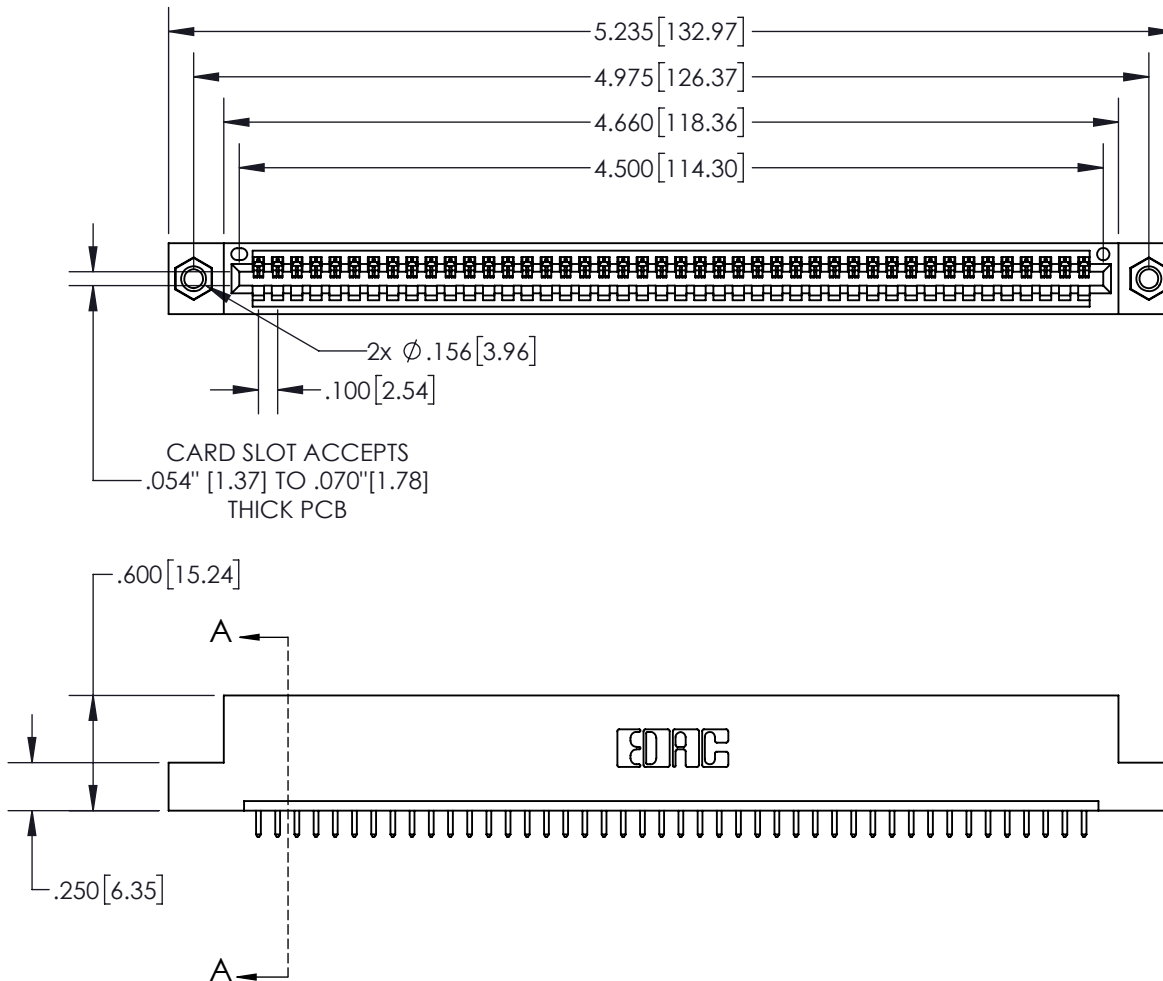 5.235[132.97]
4.975[126.37]
4.660[118.36]
4.500[114.30]
2x Ø.156[3.96]
.100[2.54]
CARD SLOT ACCEPTS
.054" [1.37] TO .070"[1.78]
THICK PCB
.600[15.24]
A
EDAC
.250[6.35]
A